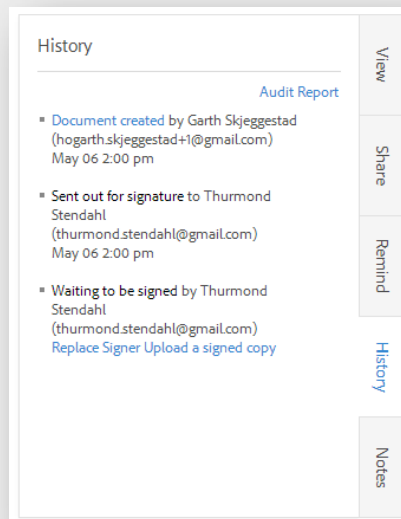 History
Audit Report
Document created by Garth Skjeggestad
(hogarth.skjeggestad+1@gmail.com)
May 06 2:00 pm
Sent out for signature to Thurmond
Stendahl
(thurmond.stendahl@gmail.com)
May 06 2:00 pm
Waiting to be signed by Thurmond
Stendahl
(thurmond.stendahl@gmail.com)
Replace Signer Upload a signed copy
View
Share
Remind
History
Notes